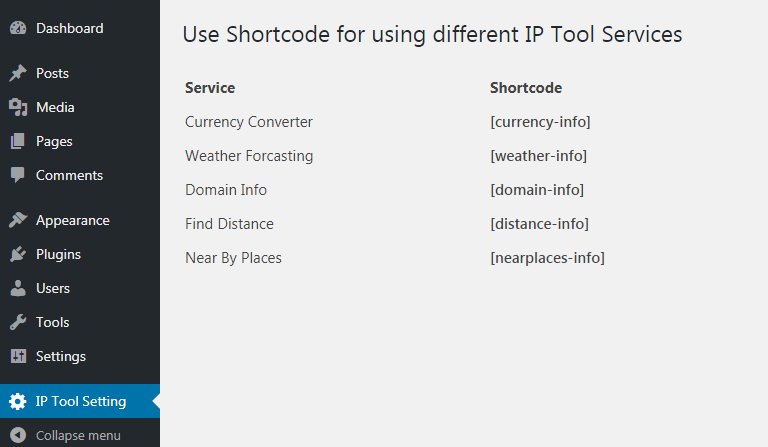 Dashboard
Posts
Media
Pages
Comments
Appearance
Plugins
Users
Tools
Settings
IP Tool Setting
Collapse menu
Use Shortcode for using different IP Tool Services
Service Shortcode
Currency Converter [currency-info]
Weather Forcasting [weather-info]
Domain Info [domain-info]
Find Distance [distance-info]
Near By Places [nearplaces-info]